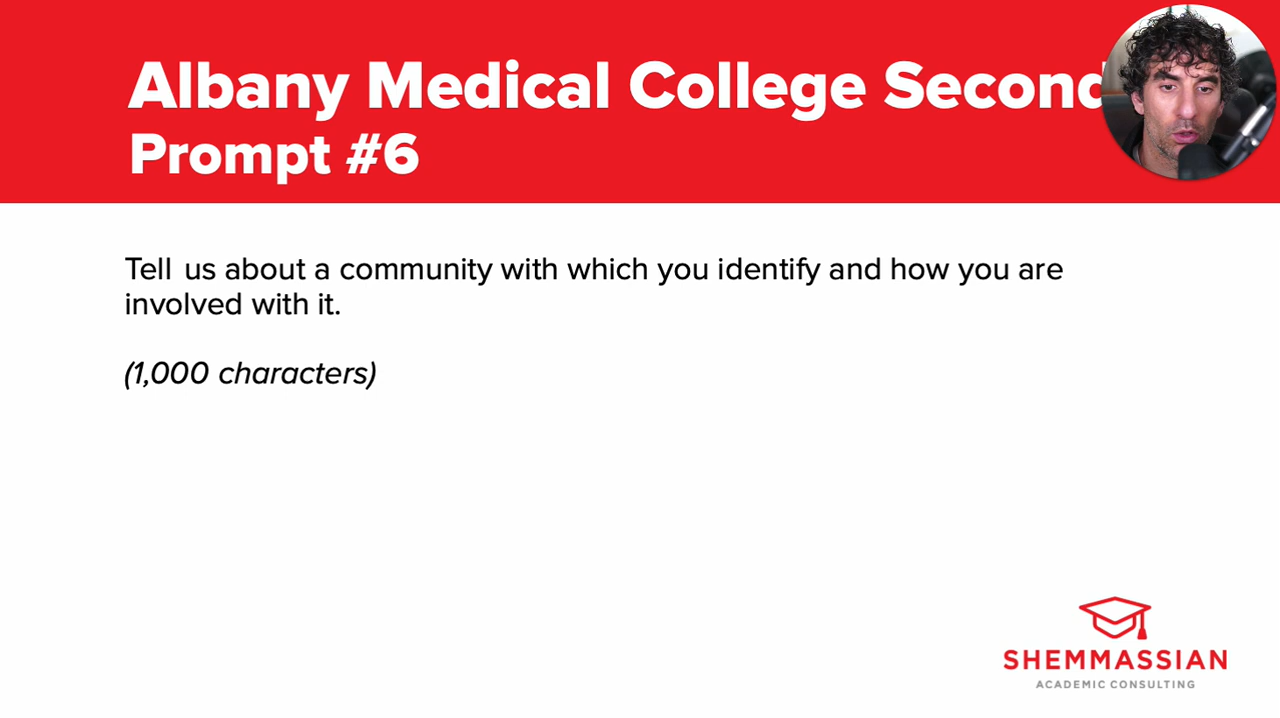 Albany Medical College Second
Prompt #6
Tell us about a community with which you identify and how you are
involved with it.
(1,000 characters)
SHEMMASSIAN
ACADEMIC CONSULTING